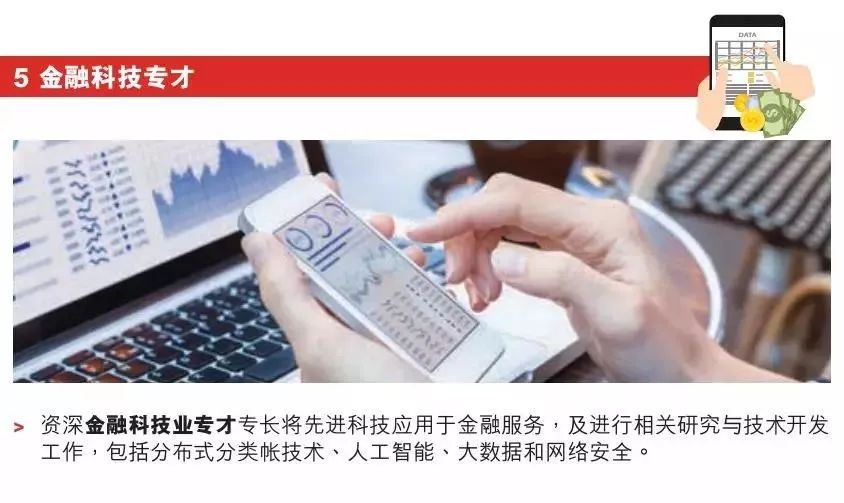 DATA
5 金融科技专才
> 资深金融科技业专才专长将先进科技应用于金融服务，及进行相关研究与技术开发
工作，包括分布式分类帐技术、人工智能、大数据和网络安全。